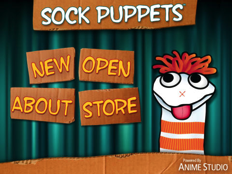 SOCK PUPPETS
NEW OPEN
ABOUT STORE
Powered By
ANIME STUDIO